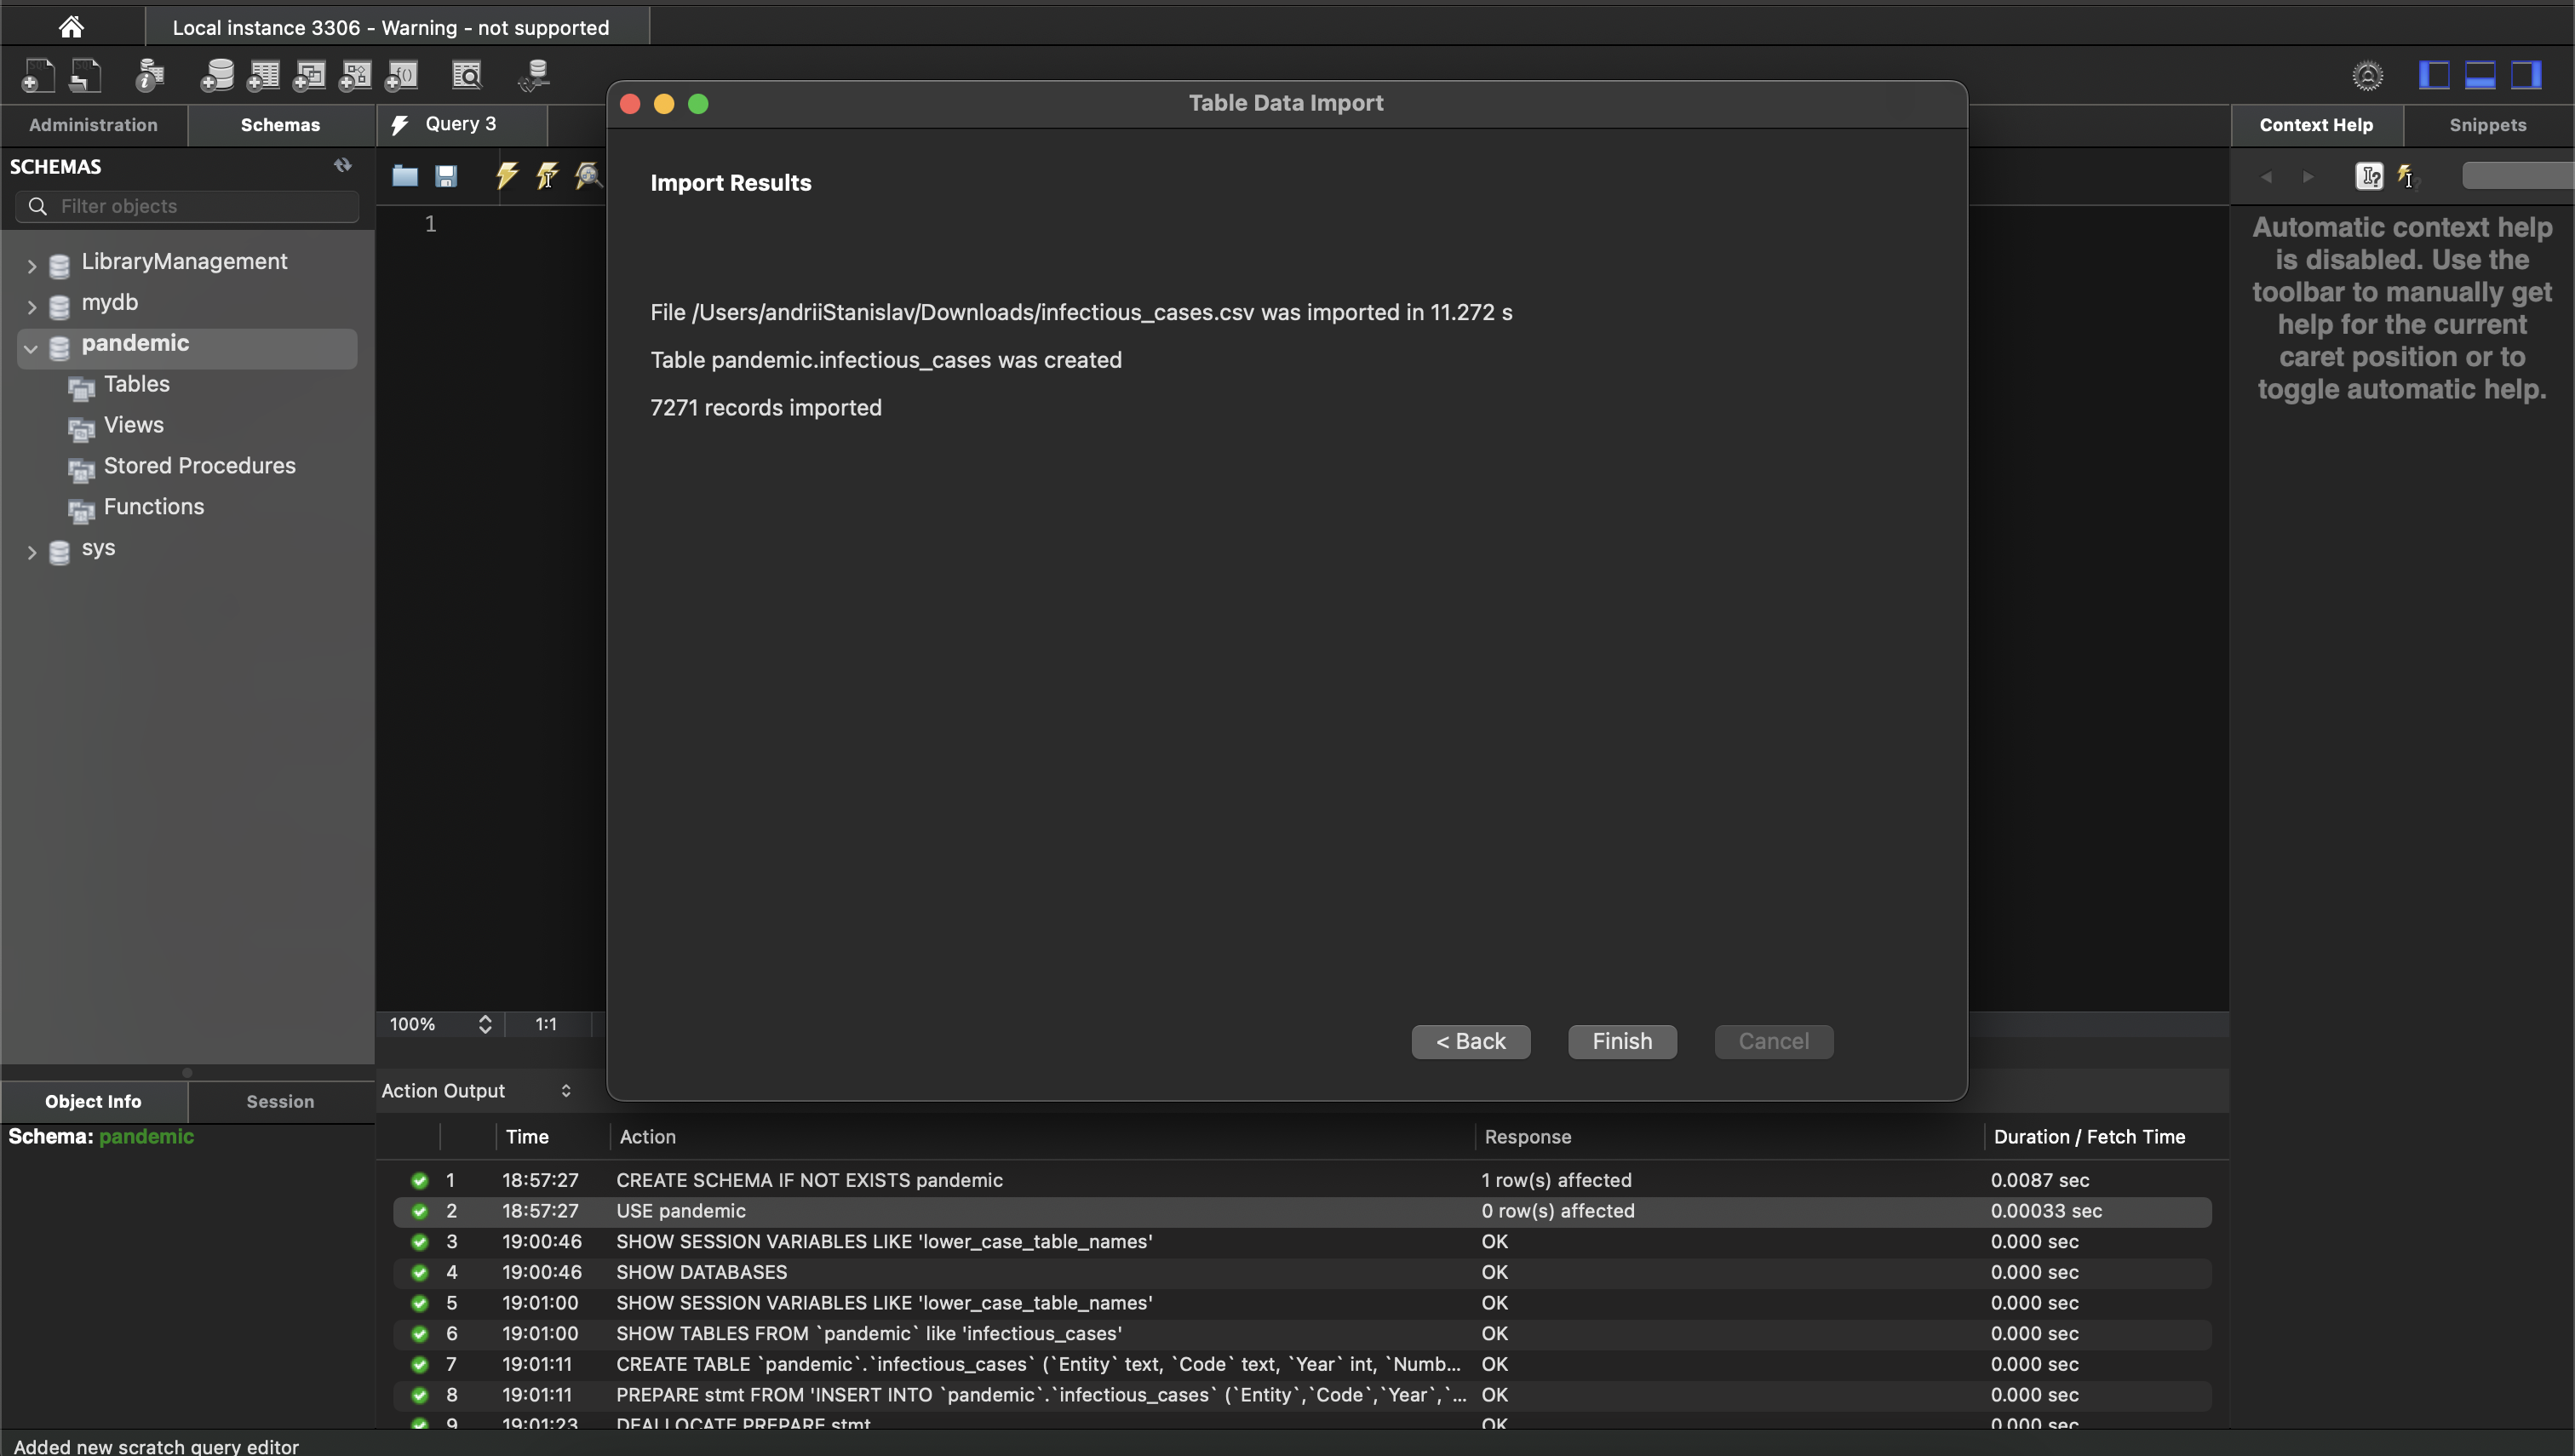 Local instance 3306 - Warning - not supported
Administration
Schemas
Query 3
Table Data Import
Context Help
Snippets
SCHEMAS
Filter objects
1
LibraryManagement
mydb
pandemic
Tables
Views
Stored Procedures
Functions
sys
Import Results
File /Users/andriiStanislav/Downloads/infectious_cases.csv was imported in 11.272 s
Table pandemic.infectious_cases was created
7271 records imported
Automatic context help
is disabled. Use the
toolbar to manually get
help for the current
caret position or to
toggle automatic help.
100%
1:1
< Back
Finish
Cancel
Action Output
Object Info
Session
Schema: pandemic
Time Action Response Duration / Fetch Time
1 18:57:27 CREATE SCHEMA IF NOT EXISTS pandemic 1 row(s) affected 0.0087 sec
2 18:57:27 USE pandemic 0 row(s) affected 0.00033 sec
3 19:00:46 SHOW SESSION VARIABLES LIKE 'lower_case_table_names' OK 0.000 sec
4 19:00:46 SHOW DATABASES OK 0.000 sec
5 19:01:00 SHOW SESSION VARIABLES LIKE 'lower_case_table_names' OK 0.000 sec
6 19:01:00 SHOW TABLES FROM `pandemic` like 'infectious_cases' OK 0.000 sec
7 19:01:11 CREATE TABLE `pandemic`.`infectious_cases` (`Entity` text, `Code` text, `Year` int, `Numb... OK 0.000 sec
8 19:01:11 PREPARE stmt FROM 'INSERT INTO `pandemic`.`infectious_cases` (`Entity`,`Code`,`Year`,`... OK 0.000 sec
9 19:01:23 DEALLOCATE PREPARE stmt OK 0.000 sec
Added new scratch query editor